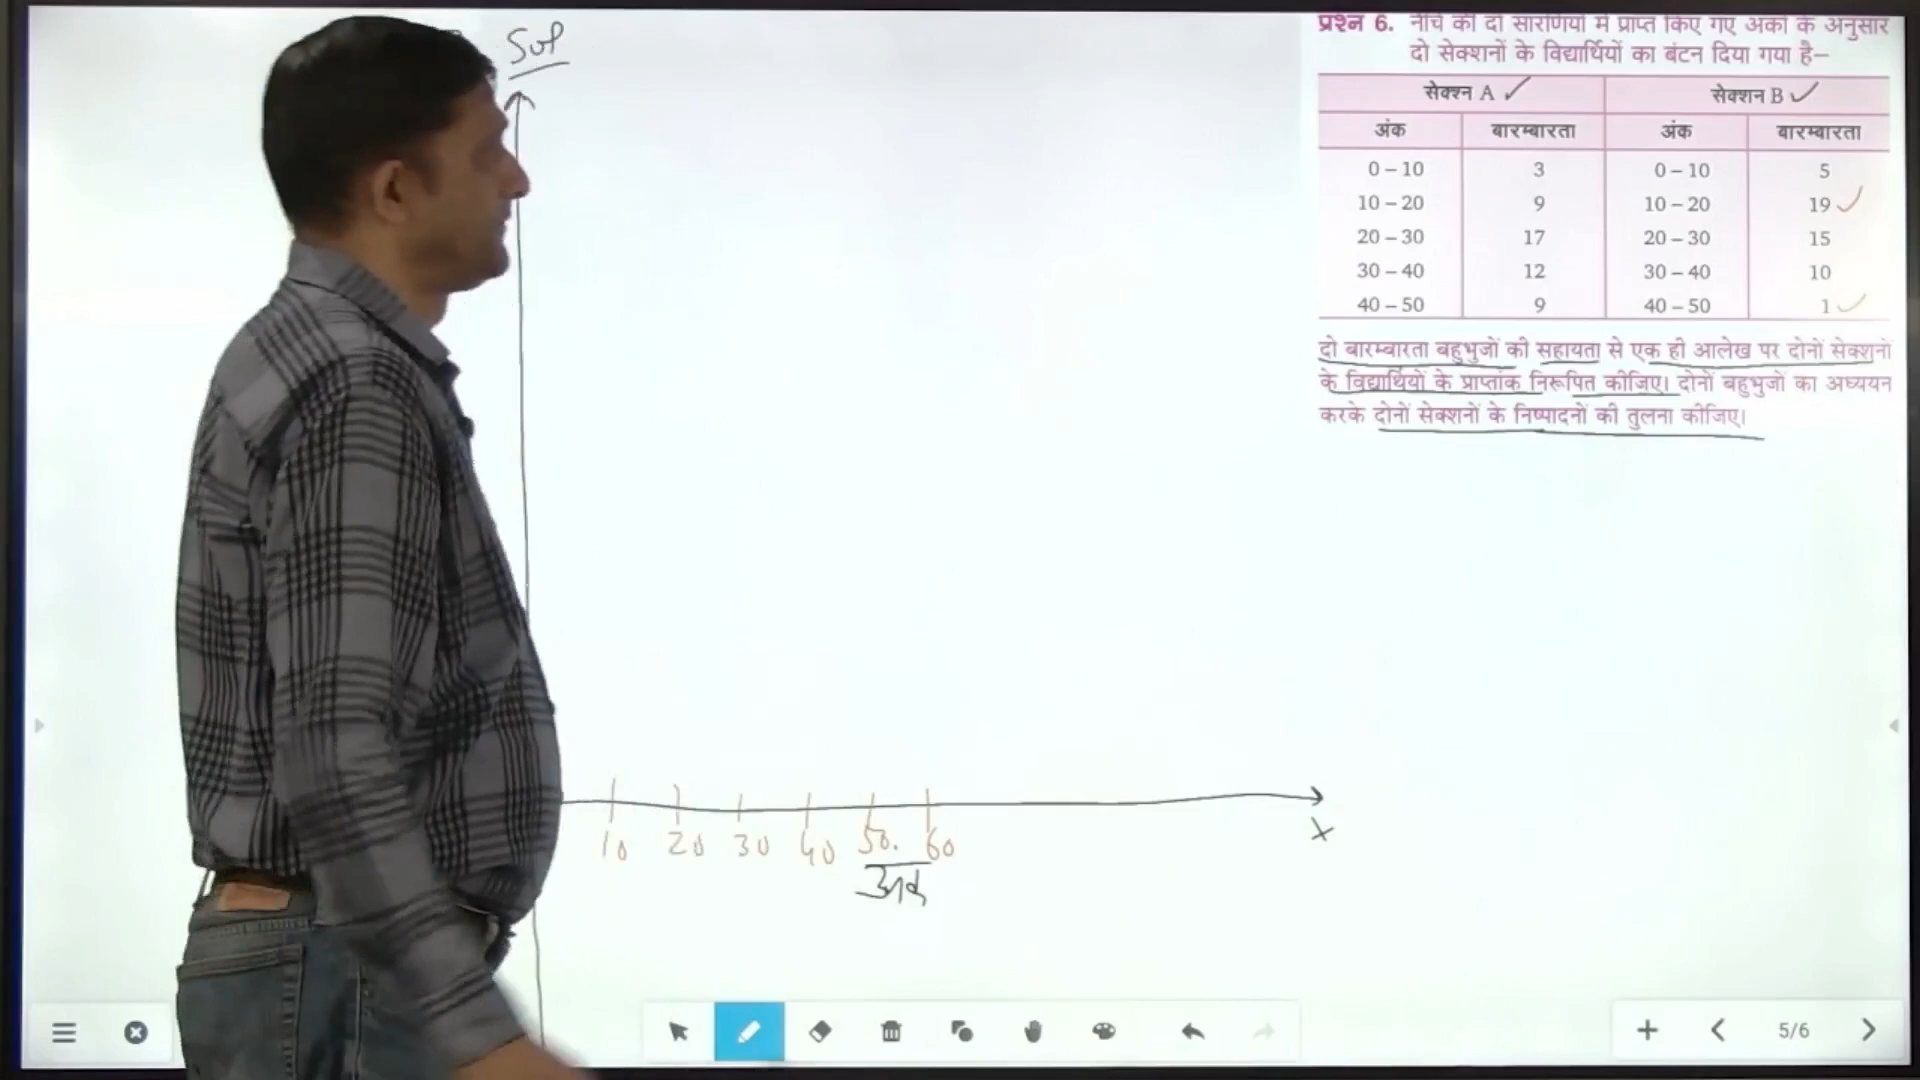 Sol
प्रश्न 6. नीचे की दो सारणियों में प्राप्त किए गए अंकों के अनुसार
दो सेक्शनों के विद्यार्थियों का बंटन दिया गया है—
सेक्शन A ✓ सेक्शन B ✓
अंक बारम्बारता अंक बारम्बारता
0 – 10 3 0 – 10 5
10 – 20 9 10 – 20 19 ✓
20 – 30 17 20 – 30 15
30 – 40 12 30 – 40 10
40 – 50 9 40 – 50 1 ✓
दो बारम्बारता बहुभुजों की सहायता से एक ही आलेख पर दोनों सेक्शनों
के विद्यार्थियों के प्राप्तांक निरूपित कीजिए। दोनों बहुभुजों का अध्ययन
करके दोनों सेक्शनों के निष्पादनों की तुलना कीजिए।
10 20 30 40 50. 60
X
अंक
5/6